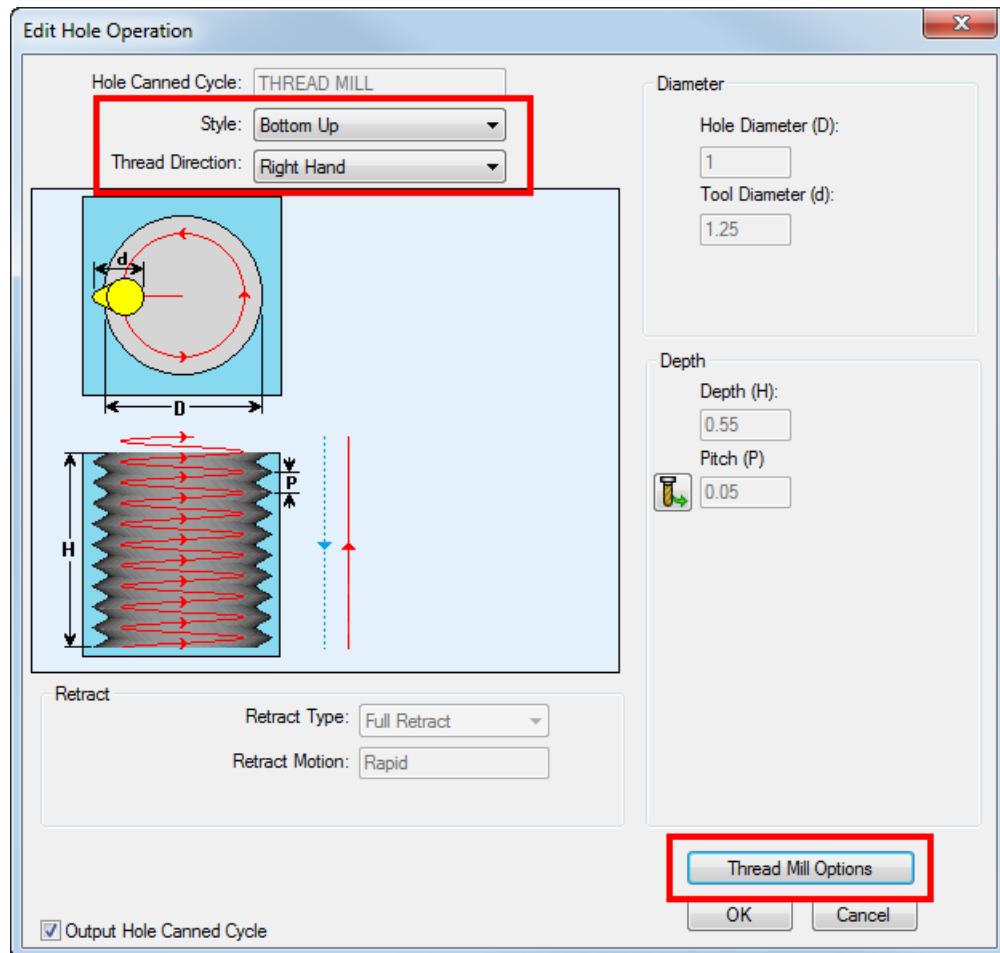 Edit Hole Operation
Hole Canned Cycle: THREAD MILL
Style: Bottom Up
Thread Direction: Right Hand
d
D
H
P
Diameter
Hole Diameter (D):
1
Tool Diameter (d):
1.25
Depth
Depth (H):
0.55
Pitch (P)
0.05
Retract
Retract Type: Full Retract
Retract Motion: Rapid
Thread Mill Options
OK Cancel
Output Hole Canned Cycle